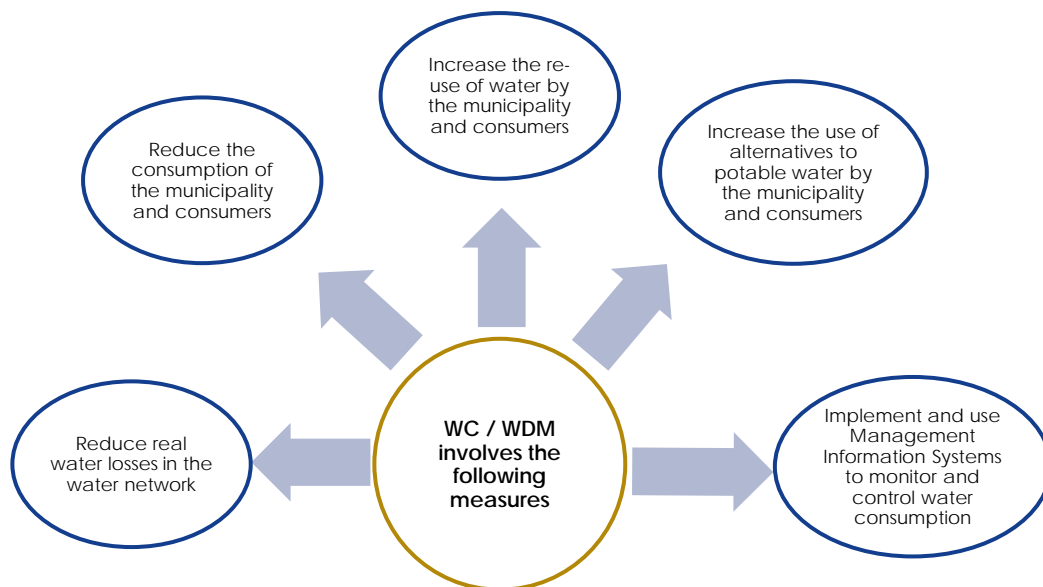 Increase the re-
use of water by
the municipality
and consumers
Reduce the
consumption of
the municipality
and consumers
Increase the use of
alternatives to
potable water by
the municipality
and consumers
Reduce real
water losses in the
water network
WC / WDM
involves the
following
measures
Implement and use
Management
Information Systems
to monitor and
control water
consumption